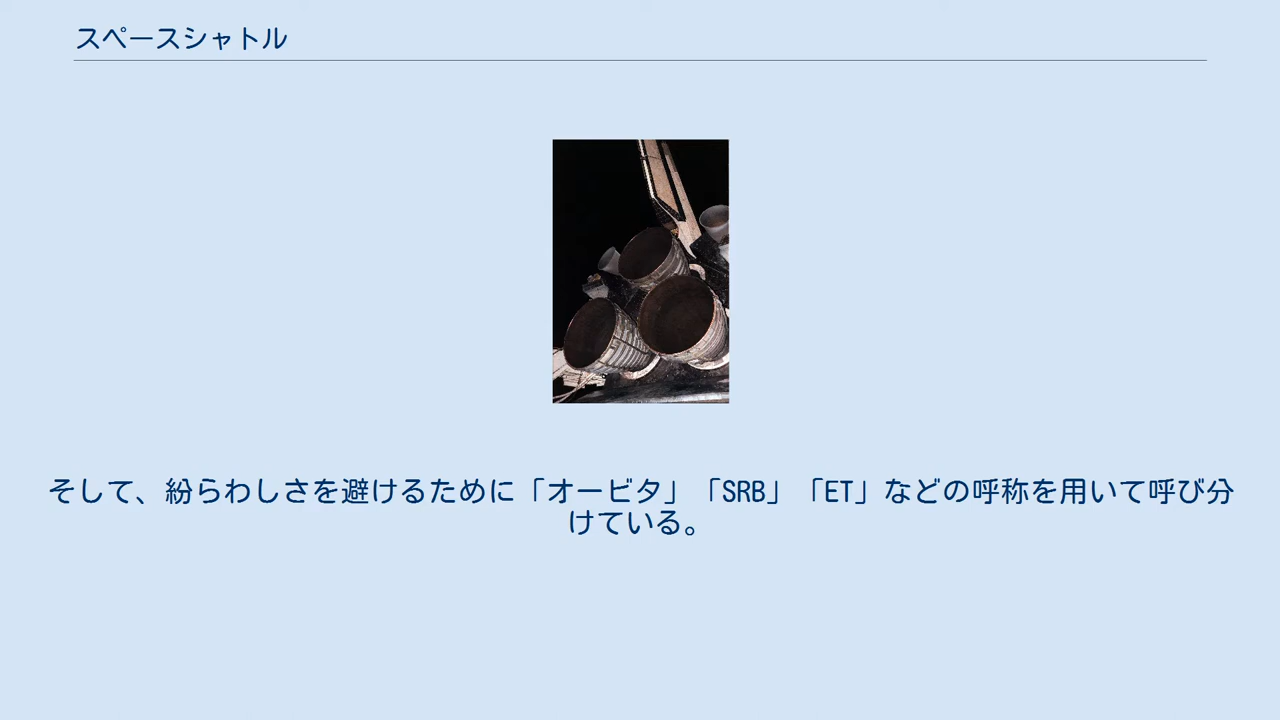 スペースシャトル
そして、紛らわしさを避けるために「オービタ」「SRB」「ET」などの呼称を用いて呼び分
けている。